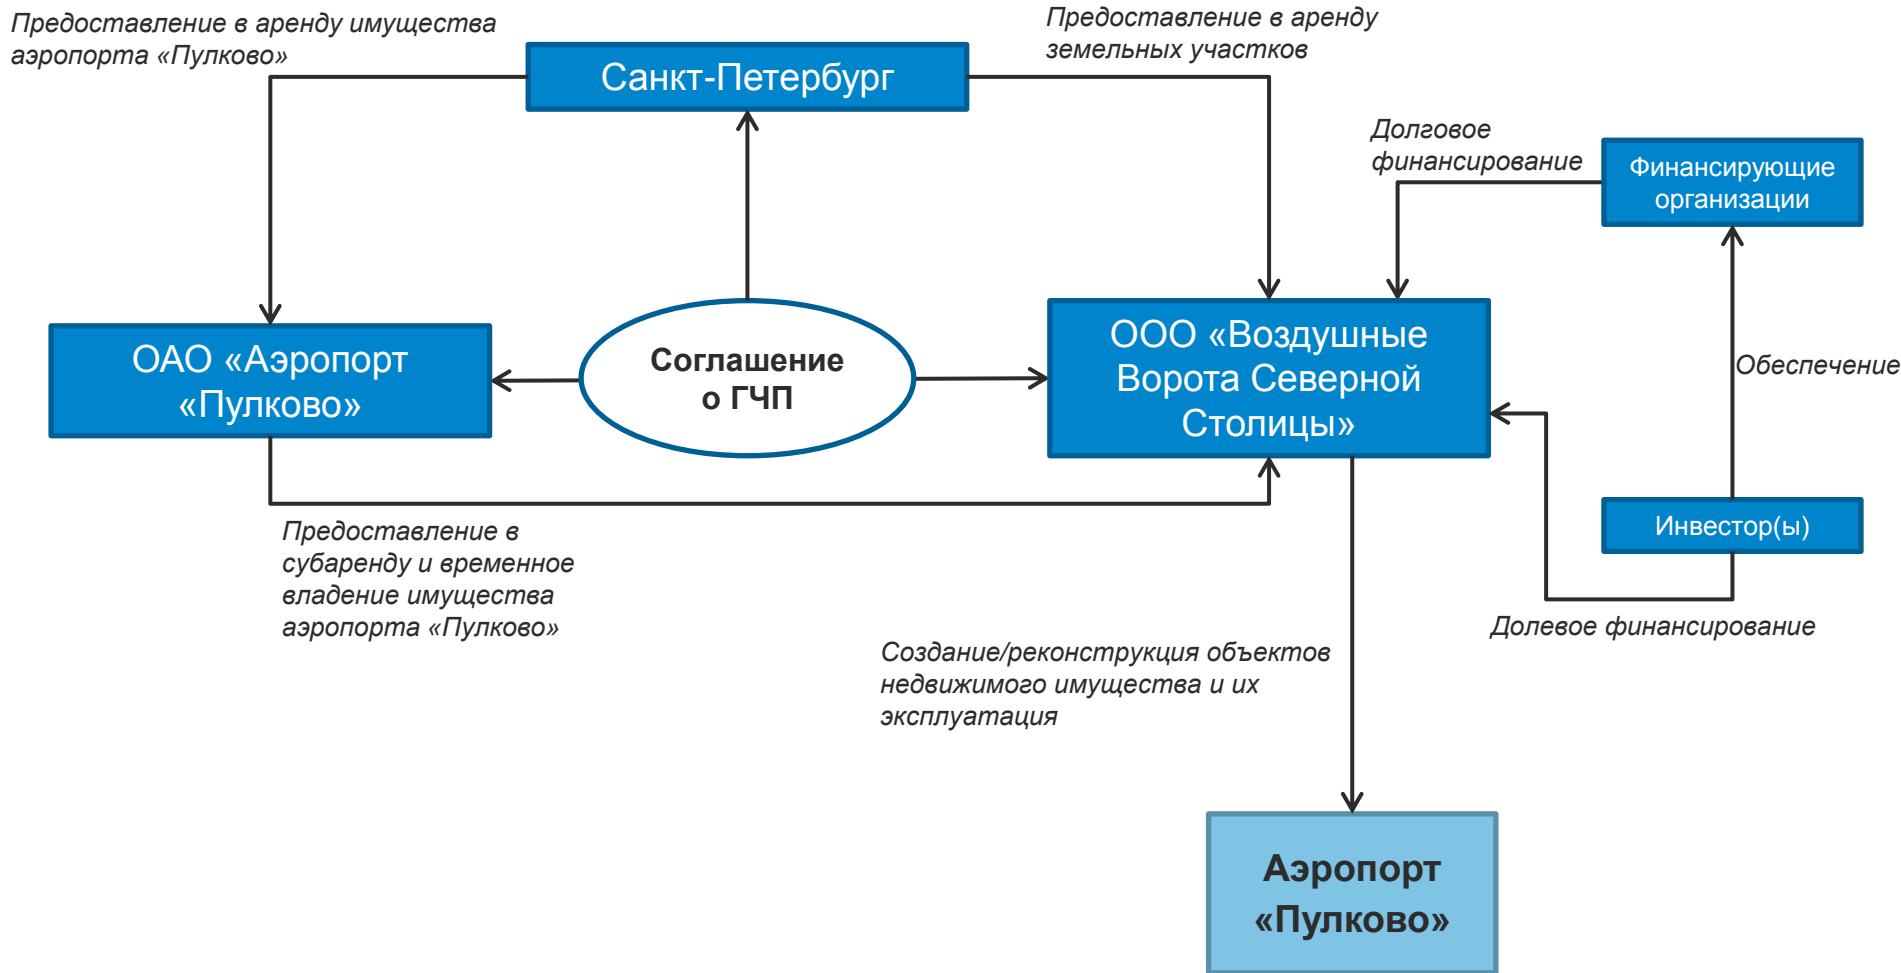 Предоставление в аренду имущества
аэропорта «Пулково»
Предоставление в аренду
земельных участков
Санкт-Петербург
Долговое
финансирование
Финансирующие
организации
ОАО «Аэропорт
«Пулково»
Соглашение
о ГЧП
ООО «Воздушные
Ворота Северной
Столицы»
Обеспечение
Инвестор(ы)
Предоставление в
субаренду и временное
владение имущества
аэропорта «Пулково»
Долевое финансирование
Создание/реконструкция объектов
недвижимого имущества и их
эксплуатация
Аэропорт
«Пулково»